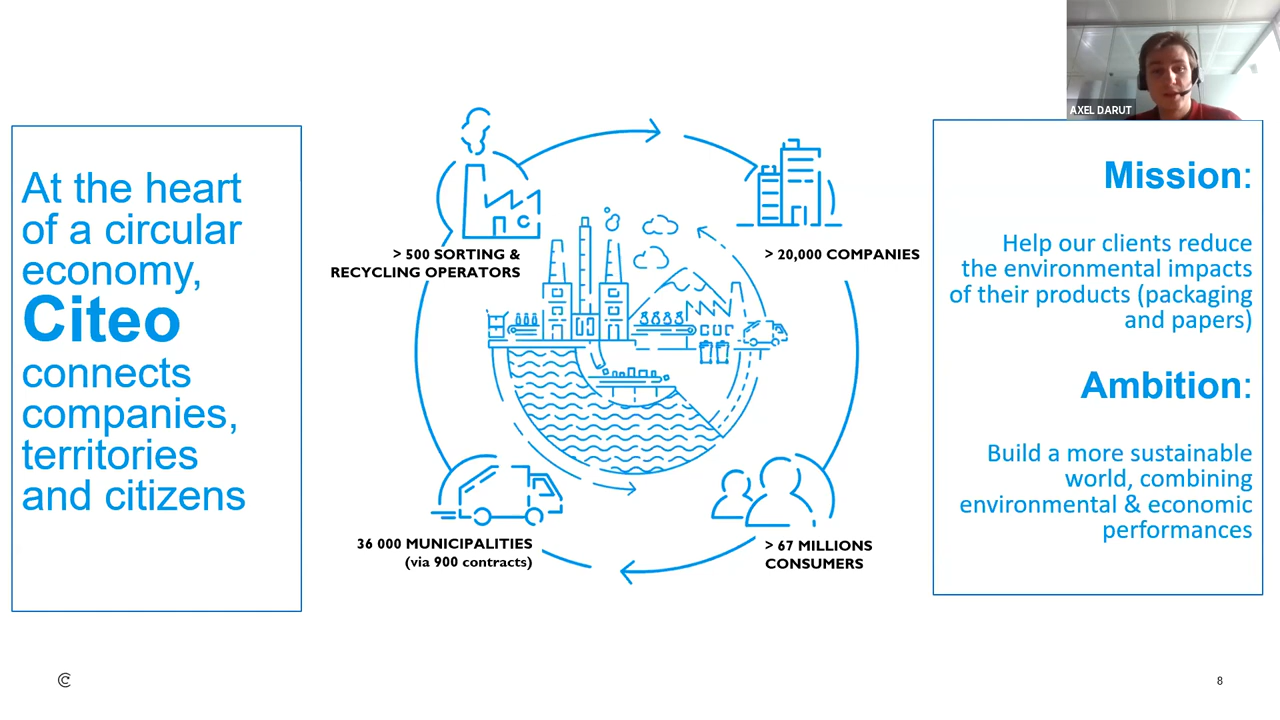 AXEL DARUT
At the heart
of a circular
economy,
Citeo
connects
companies,
territories
and citizens
> 500 SORTING &
RECYCLING OPERATORS
> 20,000 COMPANIES
36 000 MUNICIPALITIES
(via 900 contracts)
> 67 MILLIONS
CONSUMERS
Mission:
Help our clients reduce
the environmental impacts
of their products (packaging
and papers)
Ambition:
Build a more sustainable
world, combining
environmental & economic
performances
8